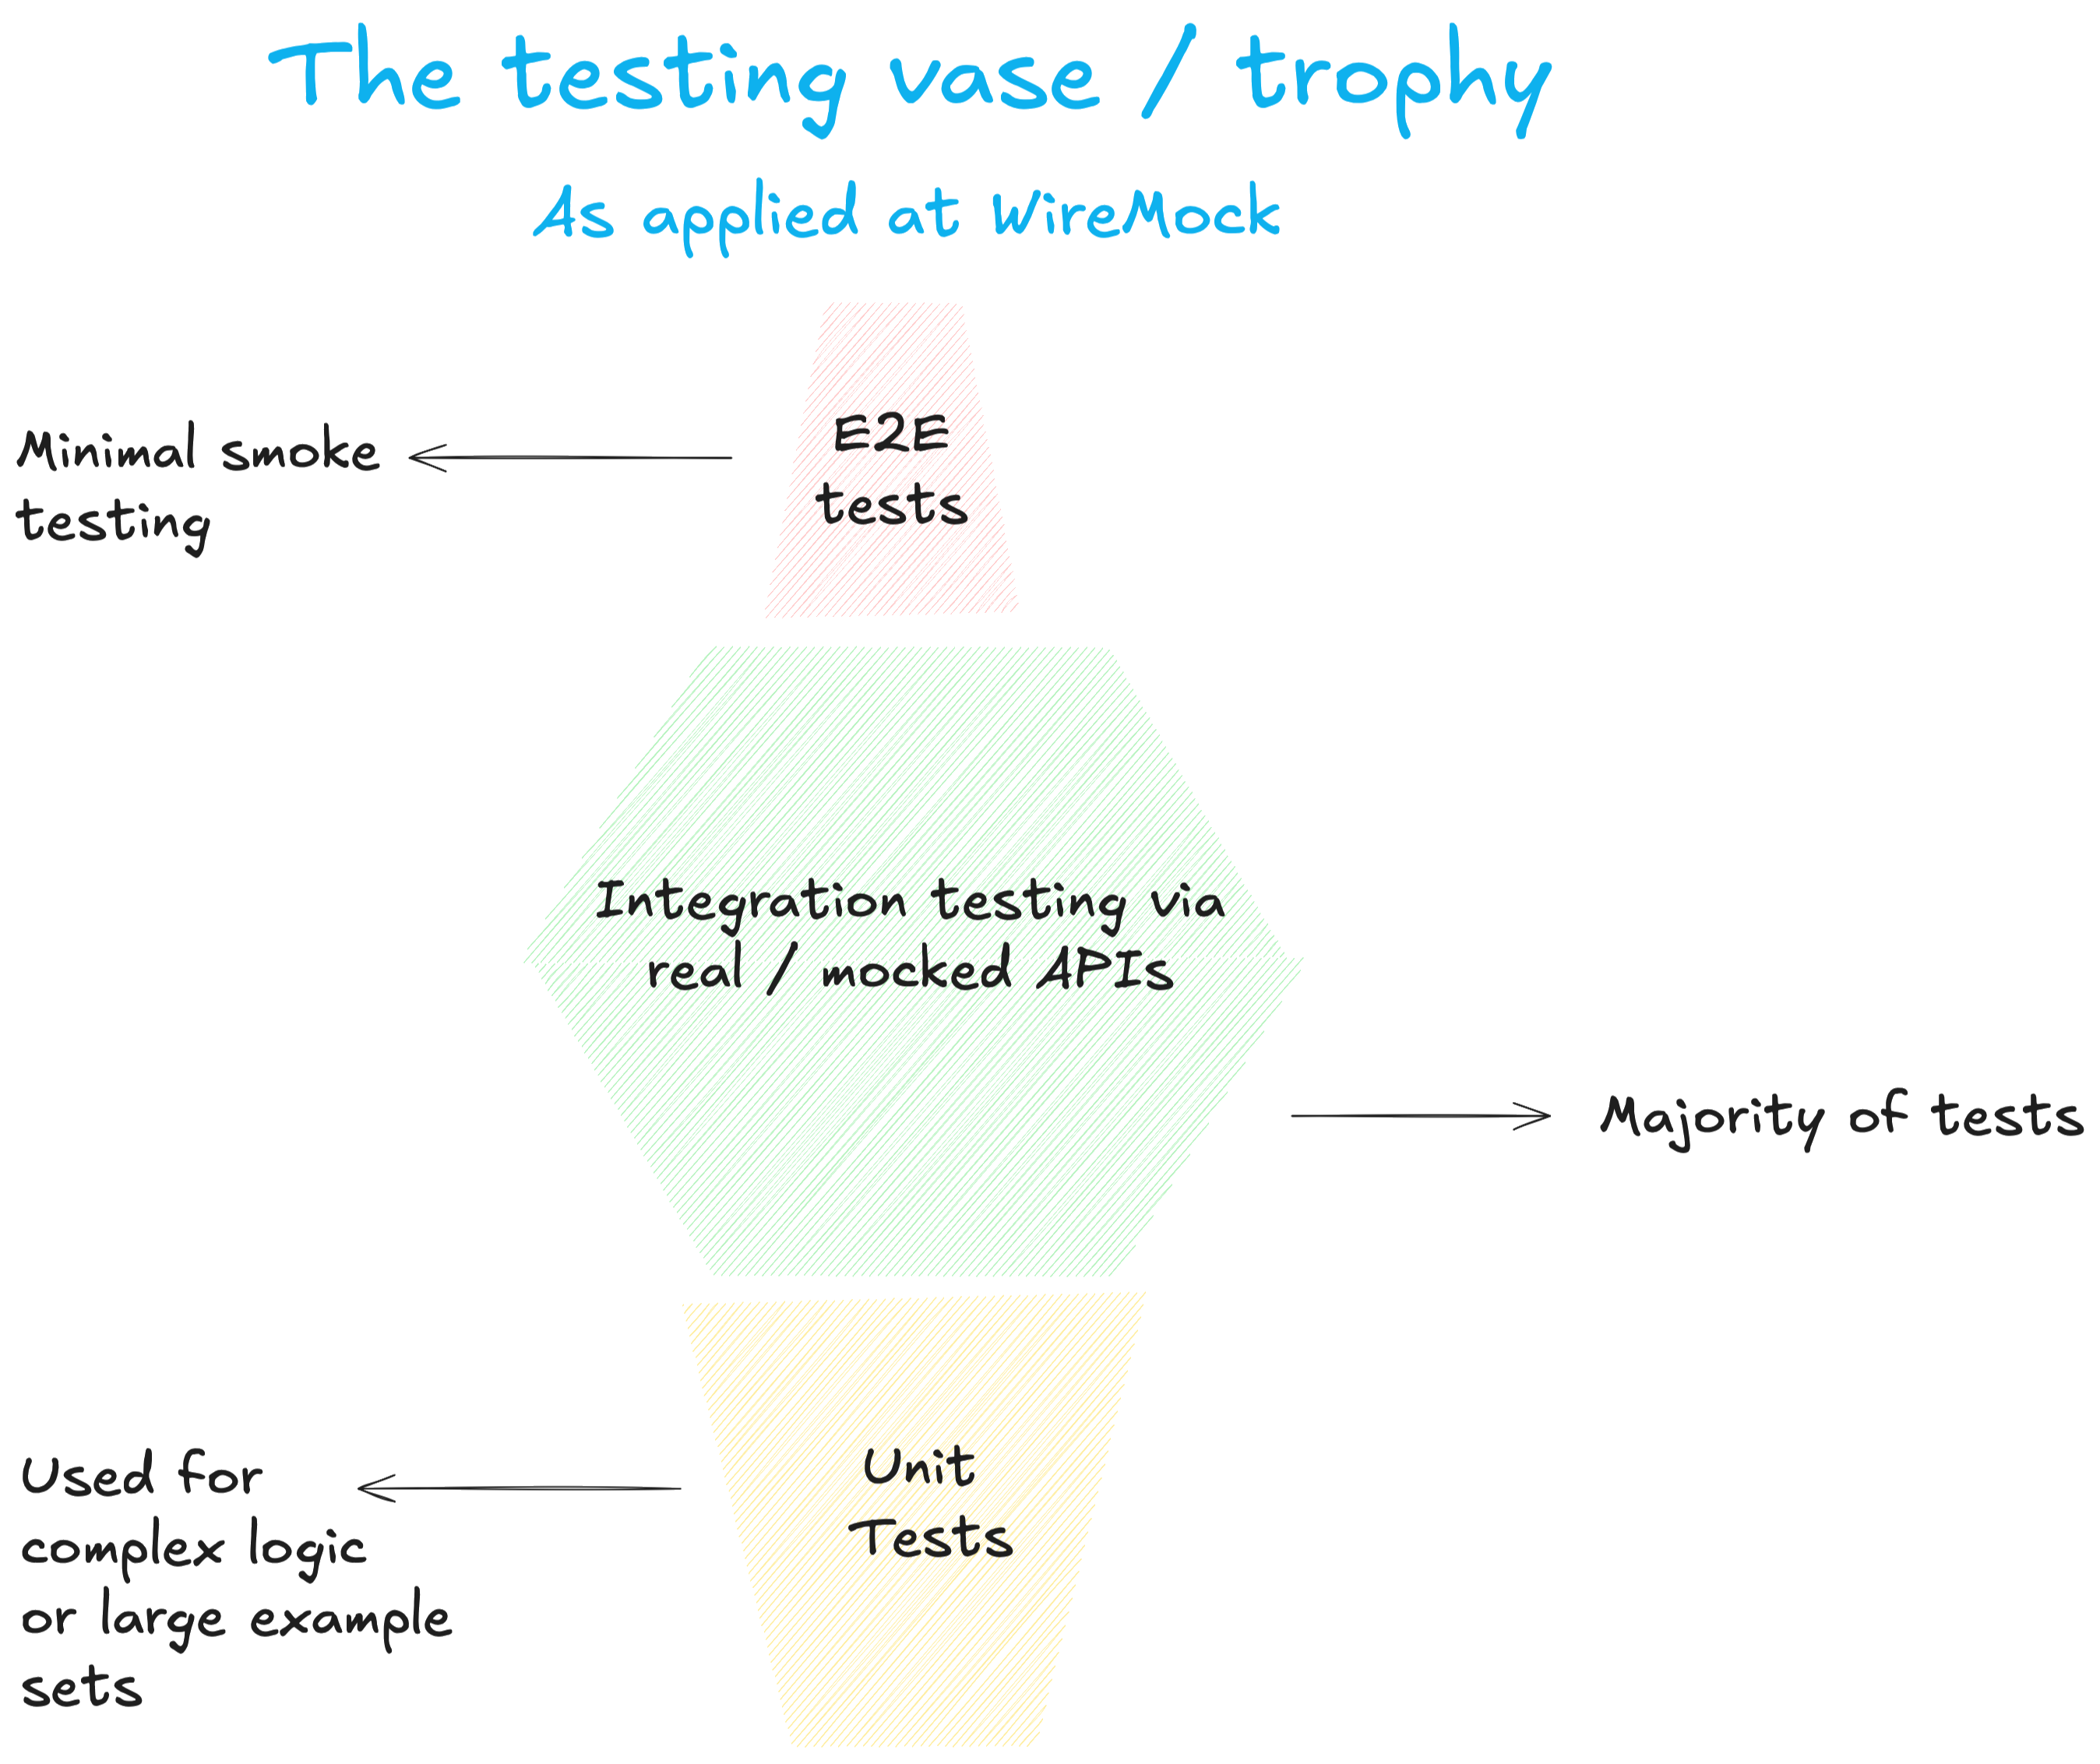 The testing vase / trophy
As applied at WireMock
E2E
tests
Minimal smoke
testing
Integration testing via
real / mocked APIs
Majority of tests
Unit
Tests
Used for
complex logic
or large example
sets